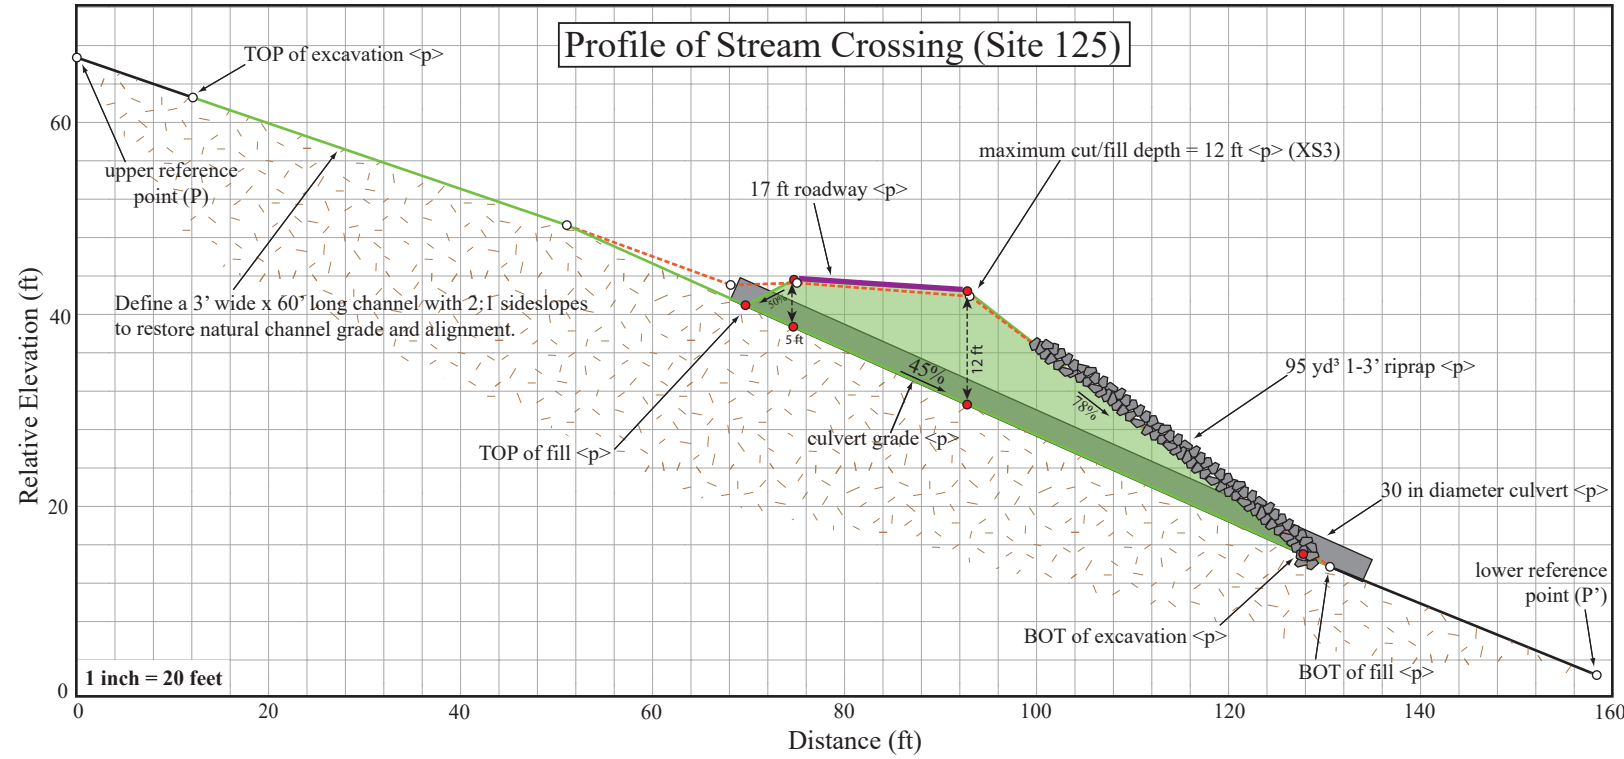 Profile of Stream Crossing (Site 125)
TOP of excavation <p>
upper reference
point (P)
maximum cut/fill depth = 12 ft <p> (XS3)
17 ft roadway <p>
Define a 3’ wide x 60’ long channel with 2:1 sideslopes
to restore natural channel grade and alignment.
50%
5 ft
12 ft
45%
78%
95 yd³ 1-3’ riprap <p>
culvert grade <p>
TOP of fill <p>
30 in diameter culvert <p>
lower reference
point (P’)
BOT of excavation <p>
BOT of fill <p>
1 inch = 20 feet
Relative Elevation (ft)
60
40
20
0
0 20 40 60 80 100 120 140 160
Distance (ft)